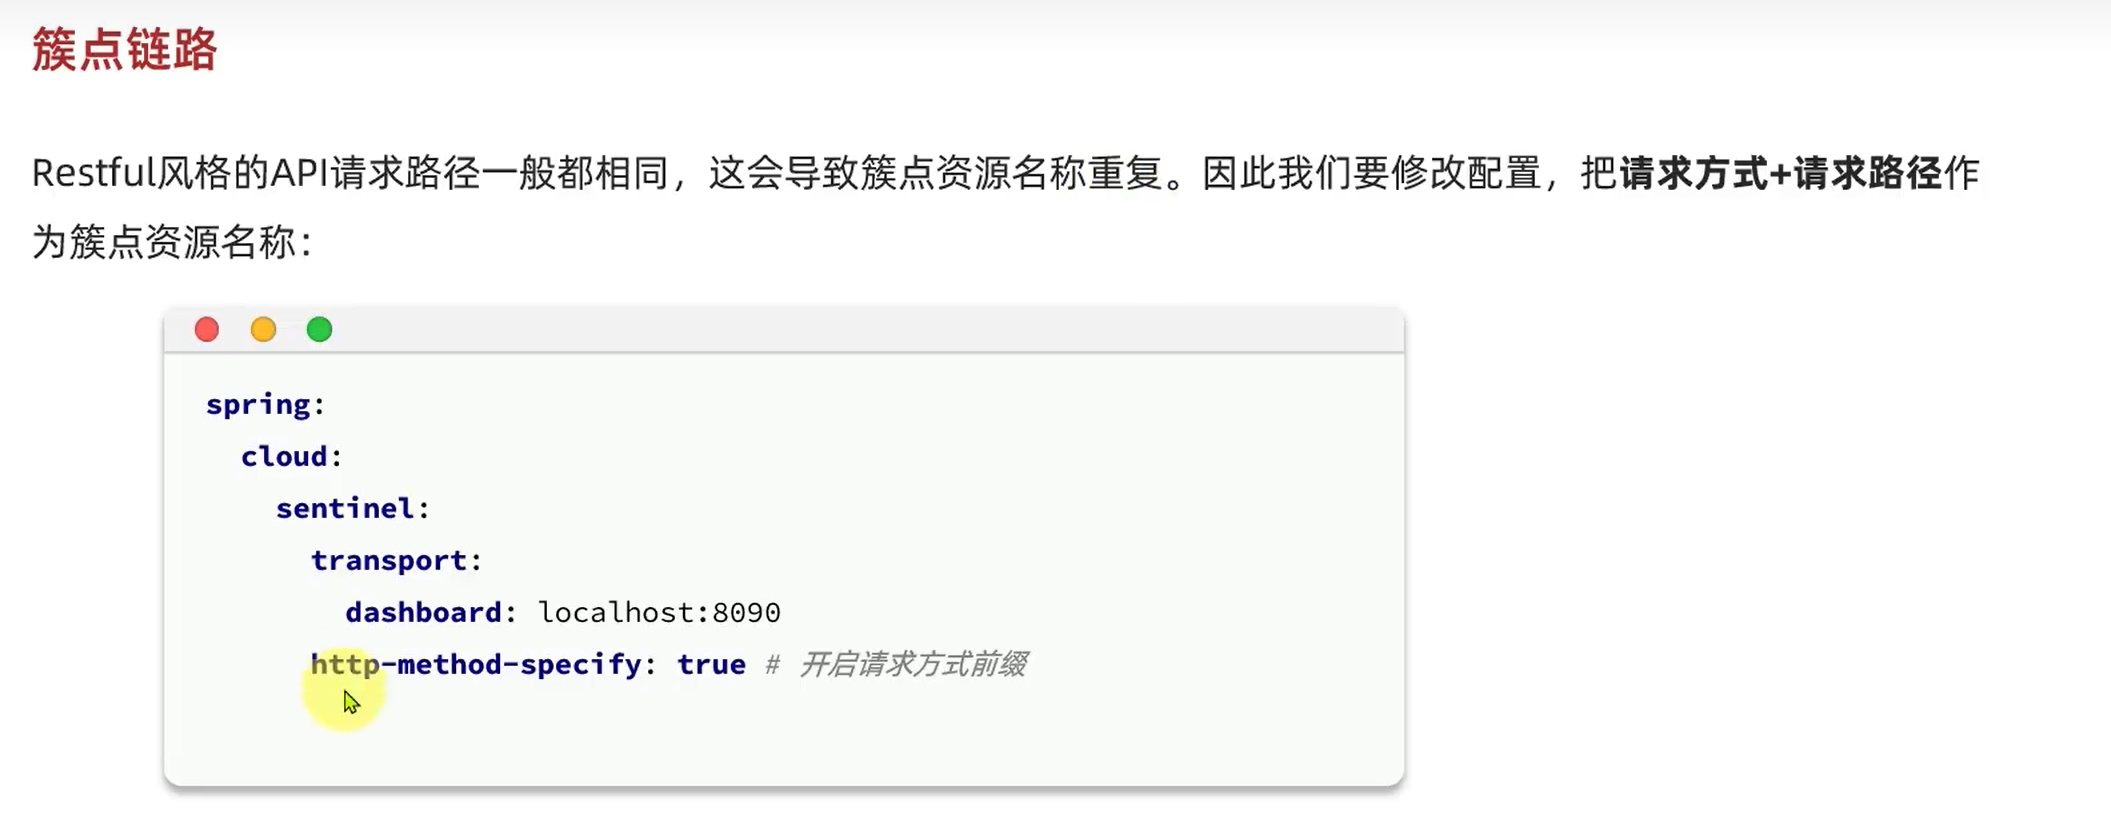 簇点链路
Restful风格的API请求路径一般都相同，这会导致簇点资源名称重复。因此我们要修改配置，把请求方式+请求路径作
为簇点资源名称：
spring:
  cloud:
    sentinel:
      transport:
        dashboard: localhost:8090
      http-method-specify: true # 开启请求方式前缀